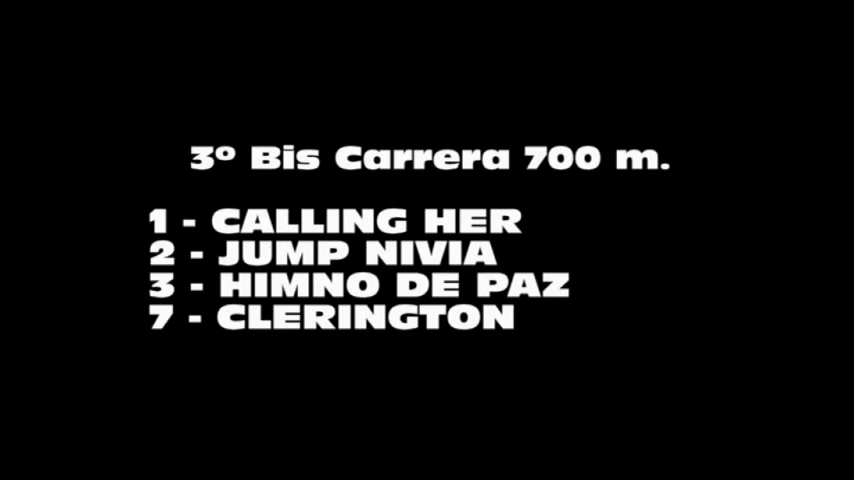 3º Bis Carrera 700 m.
1 - CALLING HER
2 - JUMP NIVIA
3 - HIMNO DE PAZ
7 - CLERINGTON